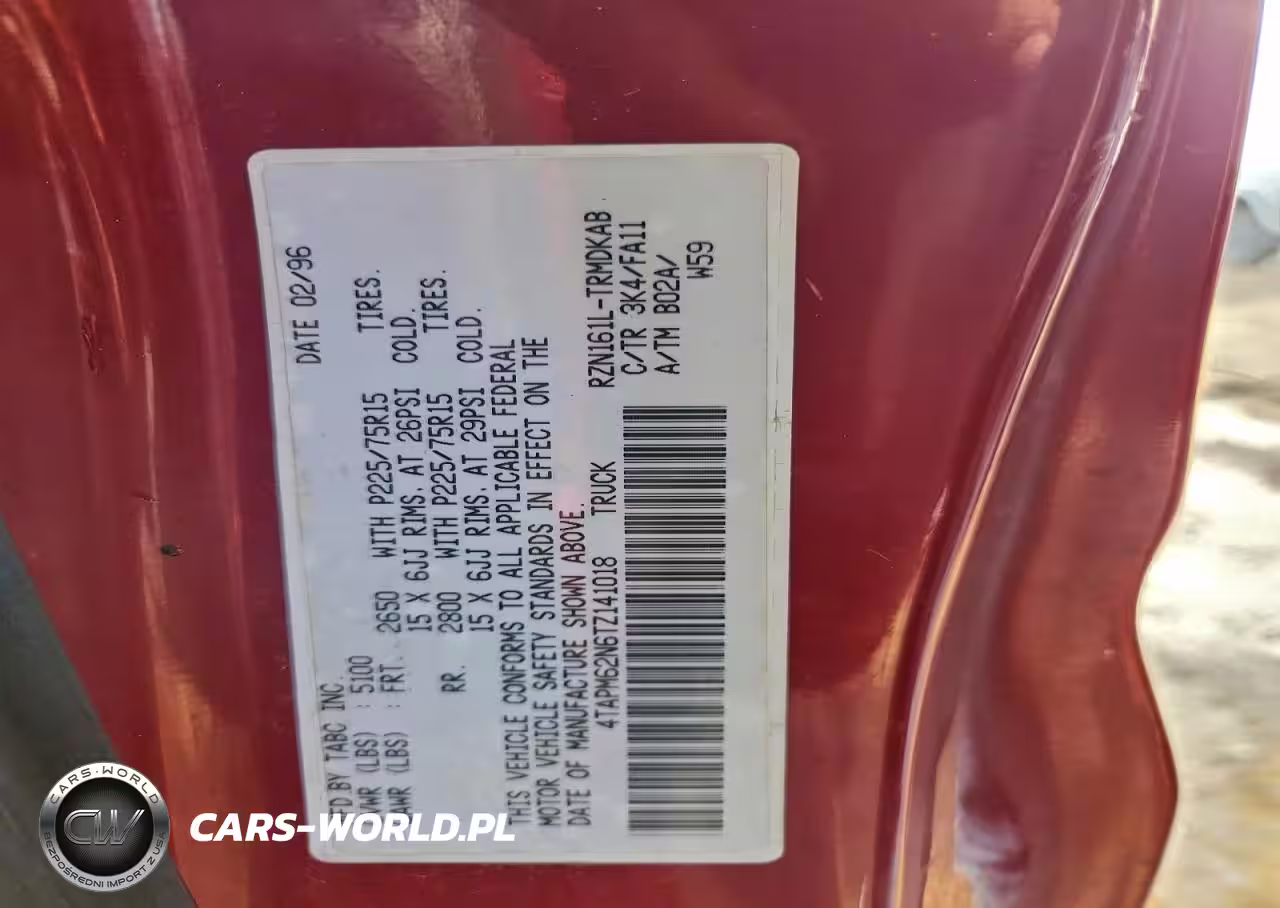 MFD.BY TABC INC. DATE 02/96
GVWR (LBS) : 5100
GAWR (LBS) : FRT. 2650 WITH P225/75R15 TIRES.
15 X 6JJ RIMS. AT 26PSI COLD.
RR. 2800 WITH P225/75R15 TIRES.
15 X 6JJ RIMS. AT 29PSI COLD.
THIS VEHICLE CONFORMS TO ALL APPLICABLE FEDERAL
MOTOR VEHICLE SAFETY STANDARDS IN EFFECT ON THE
DATE OF MANUFACTURE SHOWN ABOVE.
4TAPM62N6TZ141018 TRUCK RZN161L-TRMDKAB
C/TR 3K4/FA11
A/TM B02A/
W59
CARS-WORLD
CW
BEZPOŚREDNI IMPORT Z USA
CARS-WORLD.PL